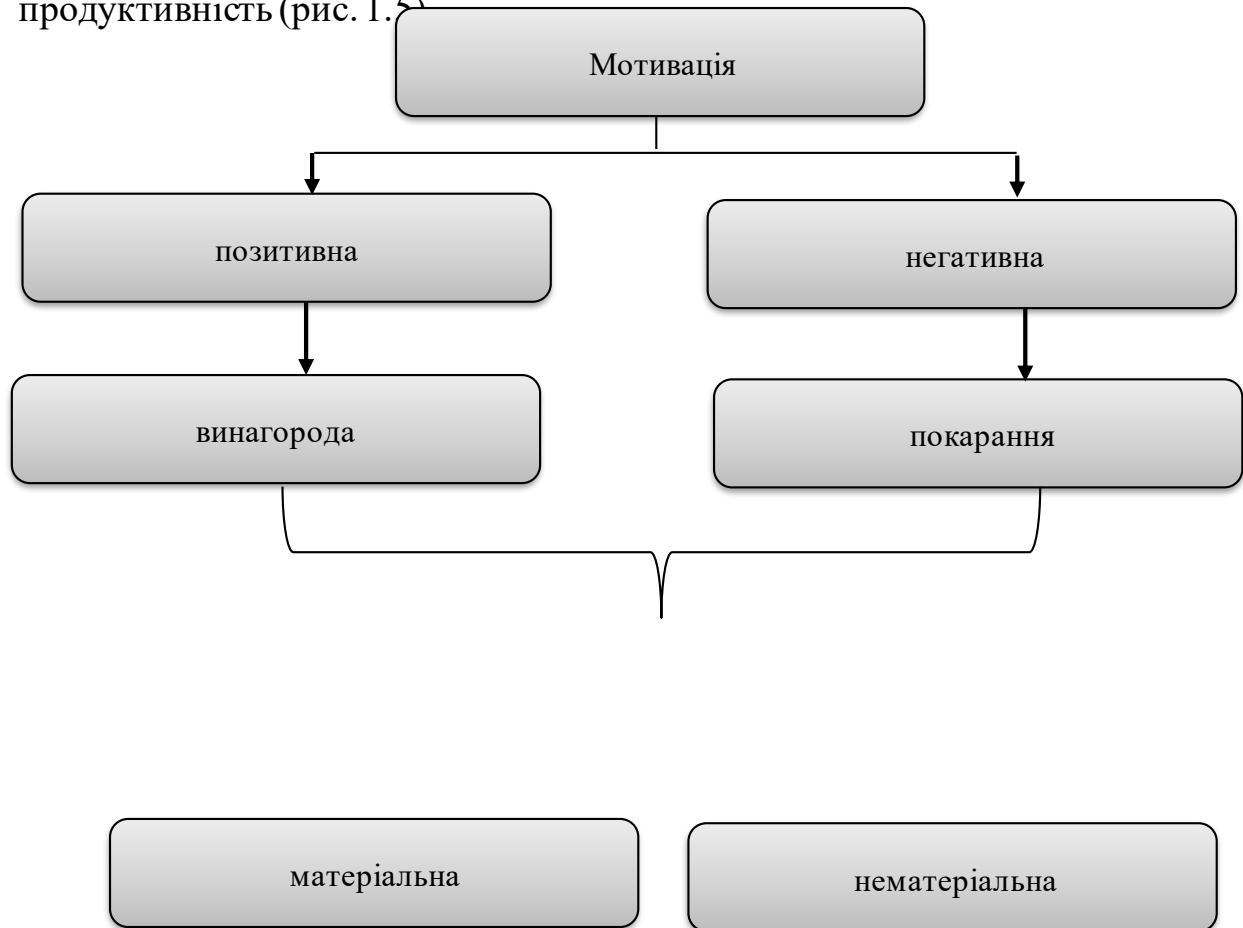 продуктивність (рис. 1.5)
Мотивація
позитивна
негативна
винагорода
покарання
матеріальна
нематеріальна